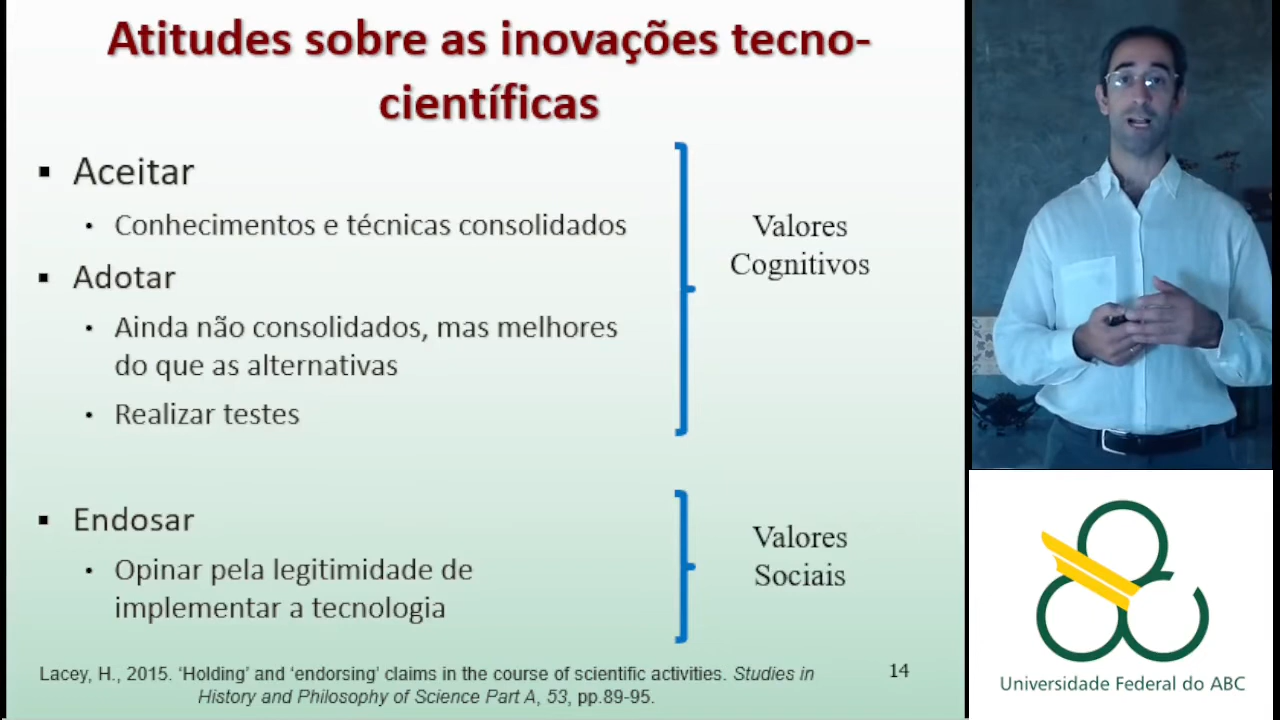 Atitudes sobre as inovações tecno-
científicas
▪ Aceitar
• Conhecimentos e técnicas consolidados
▪ Adotar
• Ainda não consolidados, mas melhores
do que as alternativas
• Realizar testes
Valores
Cognitivos
▪ Endosar
• Opinar pela legitimidade de
implementar a tecnologia
Valores
Sociais
Lacey, H., 2015. ‘Holding’ and ‘endorsing’ claims in the course of scientific activities. Studies in
History and Philosophy of Science Part A, 53, pp.89-95.
14
Universidade Federal do ABC